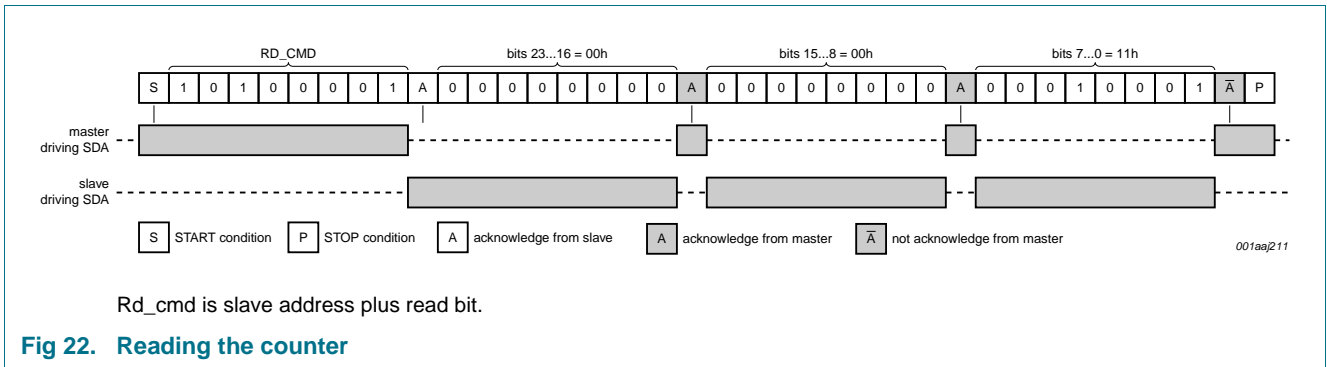 RD_CMD bits 23...16 = 00h bits 15...8 = 00h bits 7...0 = 11h
S 1 0 1 0 0 0 0 1 A 0 0 0 0 0 0 0 0 A 0 0 0 0 0 0 0 0 A 0 0 0 1 0 0 0 1 A̅ P
master
driving SDA
slave
driving SDA
S START condition P STOP condition A acknowledge from slave A acknowledge from master A̅ not acknowledge from master
001aaj211
Rd_cmd is slave address plus read bit.
Fig 22. Reading the counter